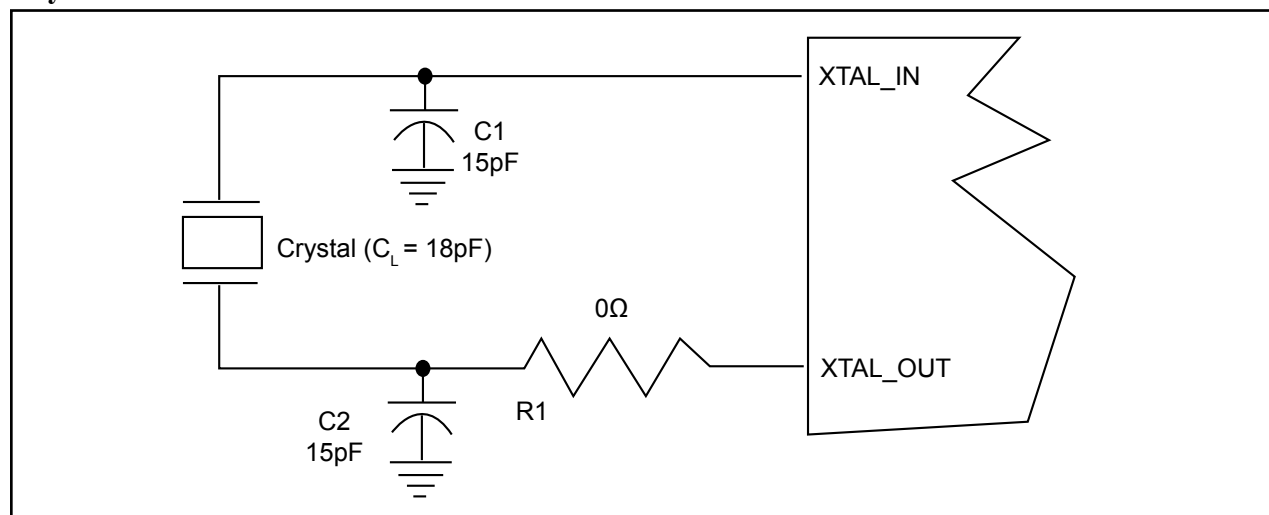 XTAL_IN
C1
15pF
Crystal (C_L = 18pF)
0Ω
XTAL_OUT
R1
C2
15pF